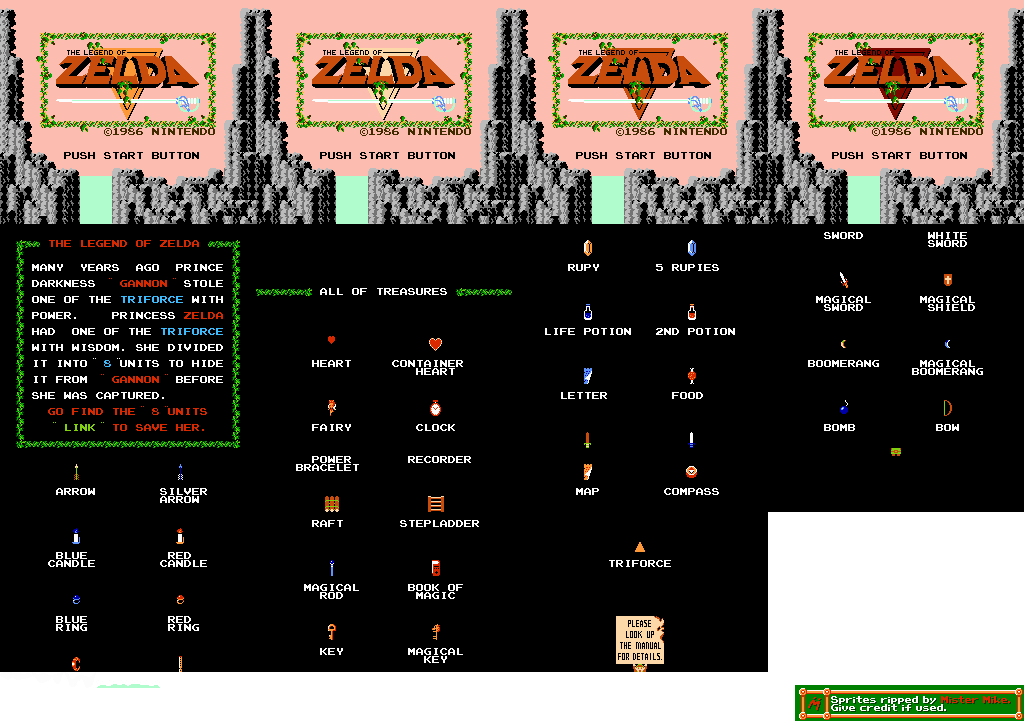 THE LEGEND OF
ZELDA
©1986 NINTENDO
PUSH START BUTTON
THE LEGEND OF
ZELDA
©1986 NINTENDO
PUSH START BUTTON
THE LEGEND OF
ZELDA
©1986 NINTENDO
PUSH START BUTTON
THE LEGEND OF
ZELDA
©1986 NINTENDO
PUSH START BUTTON
THE LEGEND OF ZELDA
MANY YEARS AGO PRINCE
DARKNESS "GANNON" STOLE
ONE OF THE TRIFORCE WITH
POWER. PRINCESS ZELDA
HAD ONE OF THE TRIFORCE
WITH WISDOM. SHE DIVIDED
IT INTO "8"UNITS TO HIDE
IT FROM "GANNON" BEFORE
SHE WAS CAPTURED.
GO FIND THE "8"UNITS
"LINK" TO SAVE HER.
ARROW
SILVER
ARROW
BLUE
CANDLE
RED
CANDLE
BLUE
RING
RED
RING
ALL OF TREASURES
HEART
CONTAINER
HEART
FAIRY
CLOCK
POWER
BRACELET
RECORDER
RAFT
STEPLADDER
MAGICAL
ROD
BOOK OF
MAGIC
KEY
MAGICAL
KEY
RUPY
5 RUPIES
LIFE POTION
2ND POTION
LETTER
FOOD
MAP
COMPASS
TRIFORCE
PLEASE
LOOK UP
THE MANUAL
FOR DETAILS.
SWORD
WHITE
SWORD
MAGICAL
SWORD
MAGICAL
SHIELD
BOOMERANG
MAGICAL
BOOMERANG
BOMB
BOW
Sprites ripped by Mister Mike.
Give credit if used.